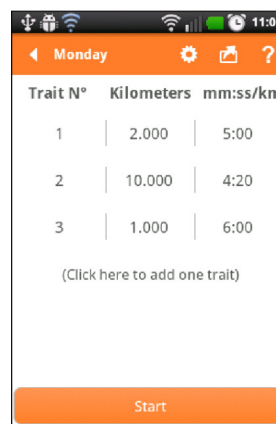 11:0
Monday
?
Trait N° Kilometers mm:ss/km
1 2.000 5:00
2 10.000 4:20
3 1.000 6:00
(Click here to add one trait)
Start